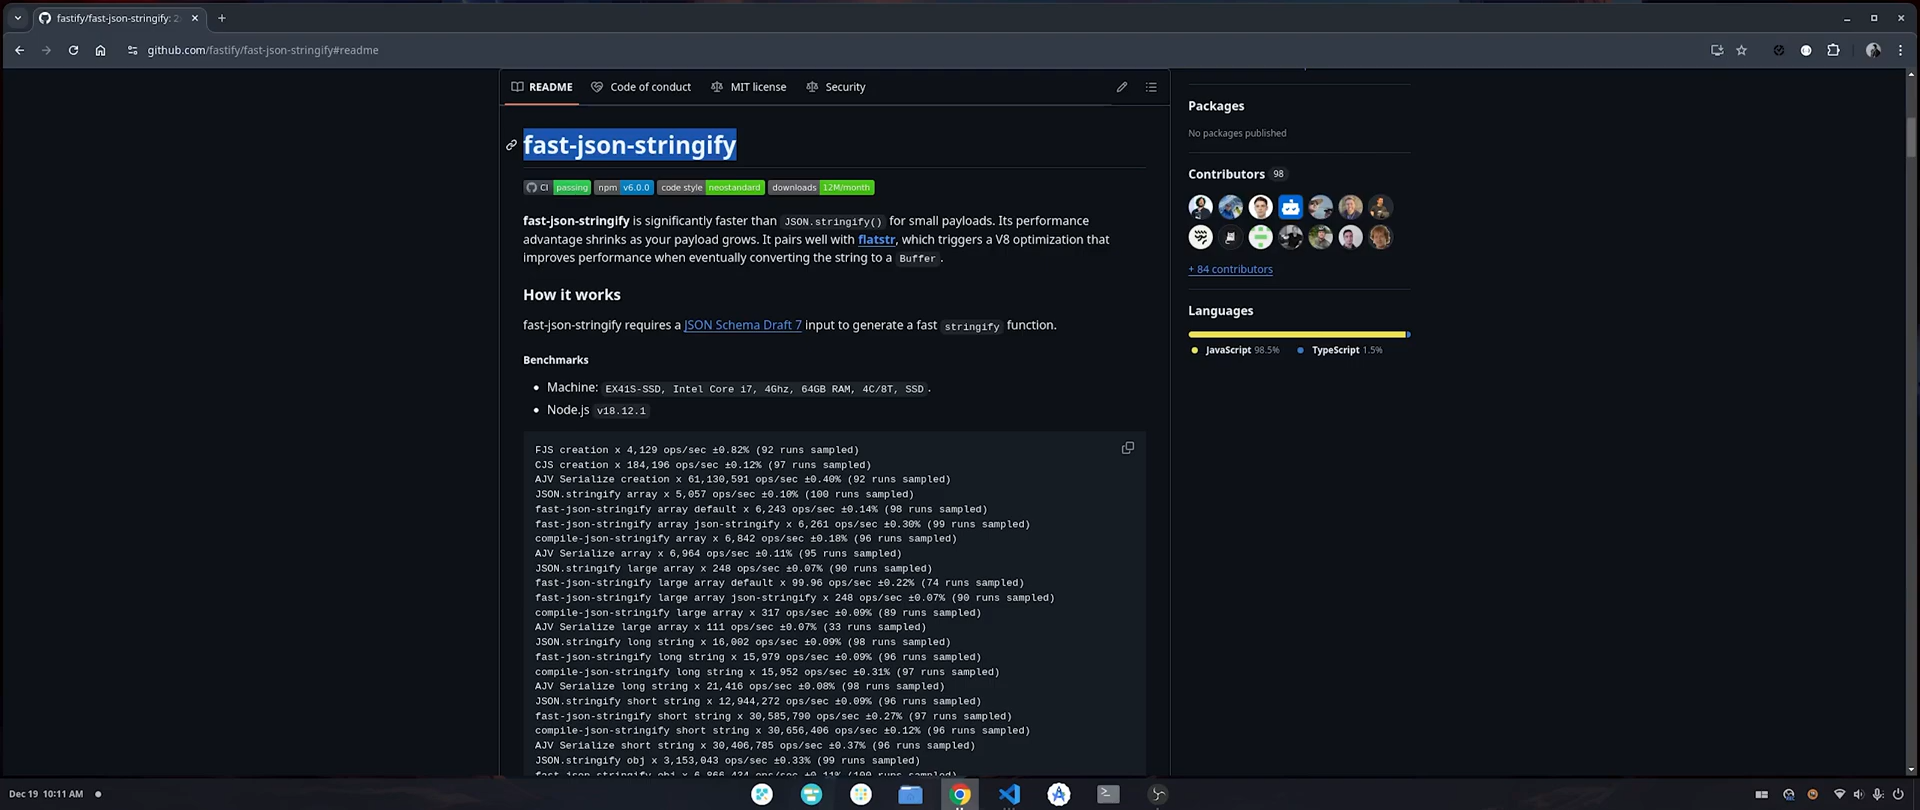 fastify/fast-json-stringify: 2
github.com/fastify/fast-json-stringify#readme
README
Code of conduct
MIT license
Security
fast-json-stringify
CI passing npm v6.0.0 code style neostandard downloads 12M/month
fast-json-stringify is significantly faster than JSON.stringify() for small payloads. Its performance
advantage shrinks as your payload grows. It pairs well with flatstr, which triggers a V8 optimization that
improves performance when eventually converting the string to a Buffer.
How it works
fast-json-stringify requires a JSON Schema Draft 7 input to generate a fast stringify function.
Benchmarks
• Machine: EX41S-SSD, Intel Core i7, 4Ghz, 64GB RAM, 4C/8T, SSD.
• Node.js v18.12.1
FJS creation x 4,129 ops/sec ±0.82% (92 runs sampled)
CJS creation x 184,196 ops/sec ±0.12% (97 runs sampled)
AJV Serialize creation x 61,130,591 ops/sec ±0.40% (92 runs sampled)
JSON.stringify array x 5,057 ops/sec ±0.10% (100 runs sampled)
fast-json-stringify array default x 6,243 ops/sec ±0.14% (98 runs sampled)
fast-json-stringify array json-stringify x 6,261 ops/sec ±0.30% (99 runs sampled)
compile-json-stringify array x 6,842 ops/sec ±0.18% (96 runs sampled)
AJV Serialize array x 6,964 ops/sec ±0.11% (95 runs sampled)
JSON.stringify large array x 248 ops/sec ±0.07% (90 runs sampled)
fast-json-stringify large array default x 99.96 ops/sec ±0.22% (74 runs sampled)
fast-json-stringify large array json-stringify x 248 ops/sec ±0.07% (90 runs sampled)
compile-json-stringify large array x 317 ops/sec ±0.09% (89 runs sampled)
AJV Serialize large array x 111 ops/sec ±0.07% (33 runs sampled)
JSON.stringify long string x 16,002 ops/sec ±0.09% (98 runs sampled)
fast-json-stringify long string x 15,979 ops/sec ±0.09% (96 runs sampled)
compile-json-stringify long string x 15,952 ops/sec ±0.31% (97 runs sampled)
AJV Serialize long string x 21,416 ops/sec ±0.08% (98 runs sampled)
JSON.stringify short string x 12,944,272 ops/sec ±0.09% (96 runs sampled)
fast-json-stringify short string x 30,585,790 ops/sec ±0.27% (97 runs sampled)
compile-json-stringify short string x 30,656,406 ops/sec ±0.12% (96 runs sampled)
AJV Serialize short string x 30,406,785 ops/sec ±0.37% (96 runs sampled)
JSON.stringify obj x 3,153,043 ops/sec ±0.33% (99 runs sampled)
fast-json-stringify obj x 6,866,434 ops/sec ±0.11% (100 runs sampled)
Packages
No packages published
Contributors 98
+ 84 contributors
Languages
JavaScript 98.5% TypeScript 1.5%
Dec 19 10:11 AM